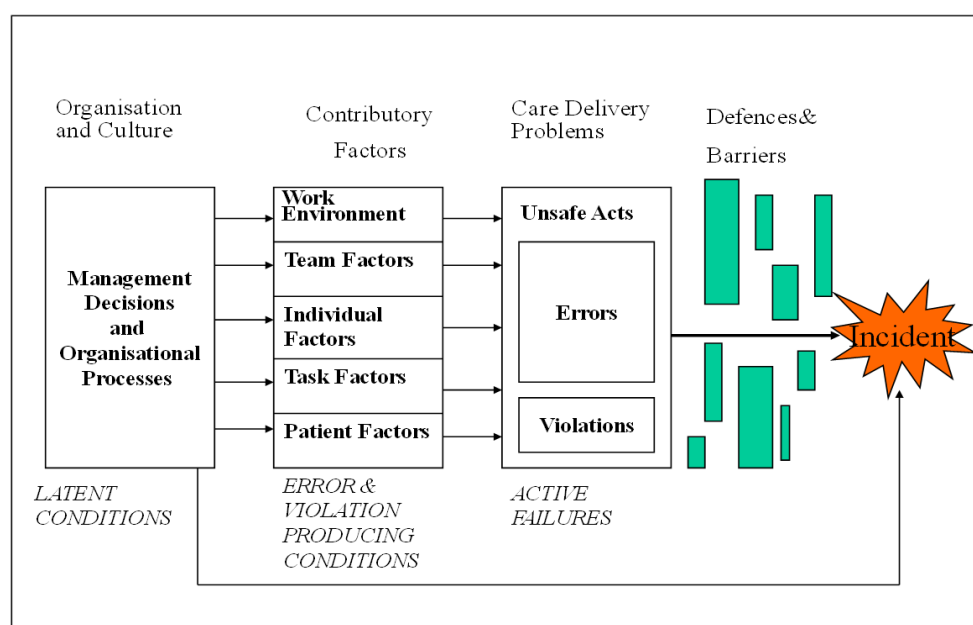 Organisation
and Culture
Contributory
Factors
Care Delivery
Problems
Defences&
Barriers
Management
Decisions
and
Organisational
Processes
Work
Environment
Team Factors
Individual
Factors
Task Factors
Patient Factors
Unsafe Acts
Errors
Violations
Incident
LATENT
CONDITIONS
ERROR &
VIOLATION
PRODUCING
CONDITIONS
ACTIVE
FAILURES